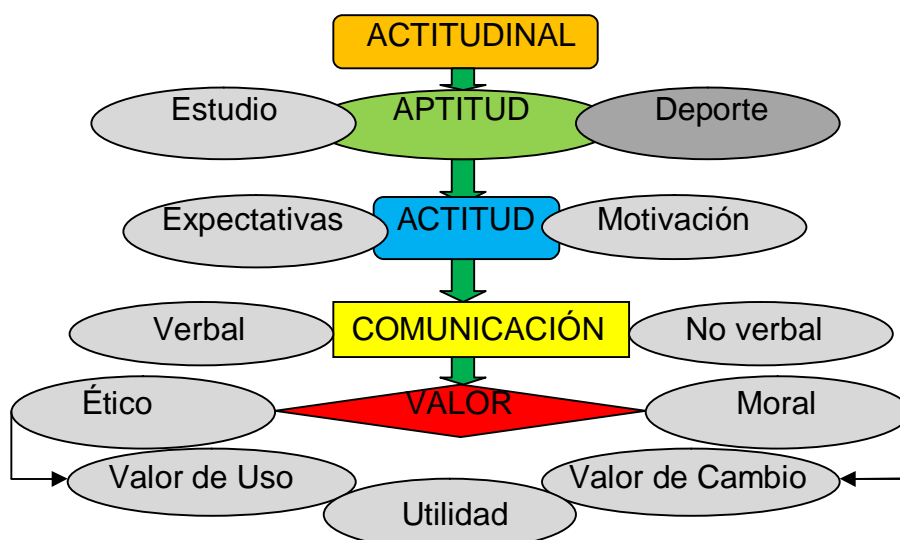 ACTITUDINAL
Estudio
APTITUD
Deporte
Expectativas
ACTITUD
Motivación
Verbal
COMUNICACIÓN
No verbal
Ético
VALOR
Moral
Valor de Uso
Valor de Cambio
Utilidad